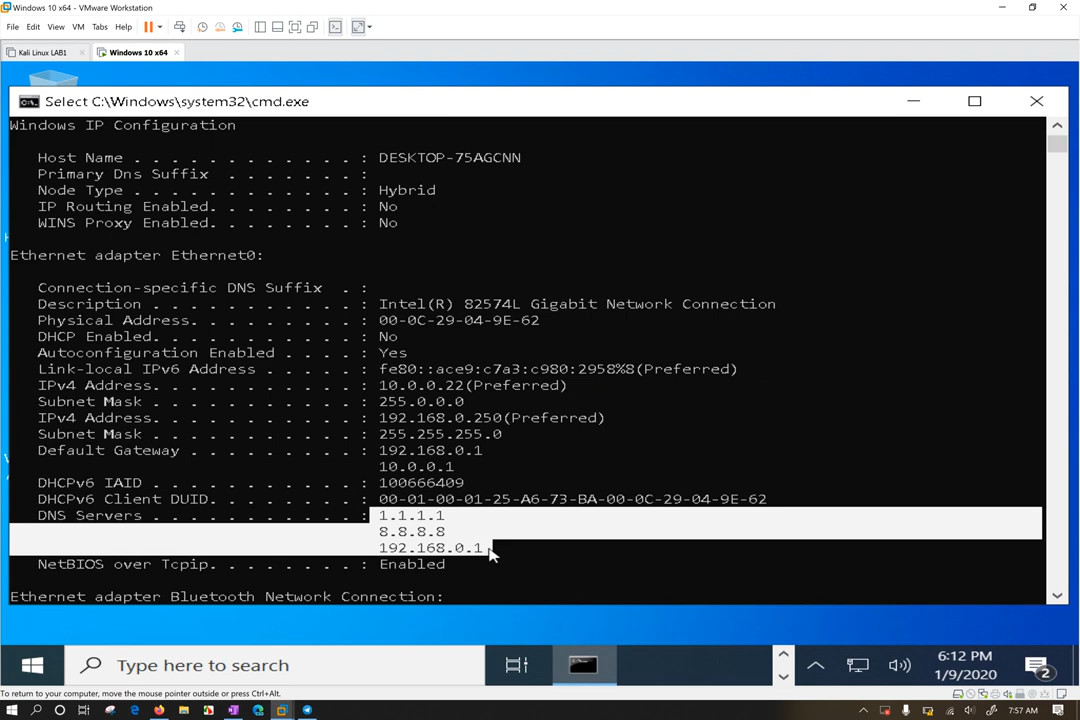 Windows 10 x64 - VMware Workstation
File Edit View VM Tabs Help
Kali Linux LAB1
Windows 10 x64
Select C:\Windows\system32\cmd.exe
Windows IP Configuration
Host Name . . . . . . . . . . . . : DESKTOP-75AGCNN
Primary Dns Suffix . . . . . . . :
Node Type . . . . . . . . . . . . : Hybrid
IP Routing Enabled. . . . . . . . : No
WINS Proxy Enabled. . . . . . . . : No
Ethernet adapter Ethernet0:
Connection-specific DNS Suffix . :
Description . . . . . . . . . . . : Intel(R) 82574L Gigabit Network Connection
Physical Address. . . . . . . . . : 00-0C-29-04-9E-62
DHCP Enabled. . . . . . . . . . . : No
Autoconfiguration Enabled . . . . : Yes
Link-local IPv6 Address . . . . . : fe80::ace9:c7a3:c980:2958%8(Preferred)
IPv4 Address. . . . . . . . . . . : 10.0.0.22(Preferred)
Subnet Mask . . . . . . . . . . . : 255.0.0.0
IPv4 Address. . . . . . . . . . . : 192.168.0.250(Preferred)
Subnet Mask . . . . . . . . . . . : 255.255.255.0
Default Gateway . . . . . . . . . : 192.168.0.1
10.0.0.1
DHCPv6 IAID . . . . . . . . . . . : 100666409
DHCPv6 Client DUID. . . . . . . . : 00-01-00-01-25-A6-73-BA-00-0C-29-04-9E-62
DNS Servers . . . . . . . . . . . : 1.1.1.1
8.8.8.8
192.168.0.1
NetBIOS over Tcpip. . . . . . . . : Enabled
Ethernet adapter Bluetooth Network Connection:
Type here to search
6:12 PM
1/9/2020
2
To return to your computer, move the mouse pointer outside or press Ctrl+Alt.
7:57 AM